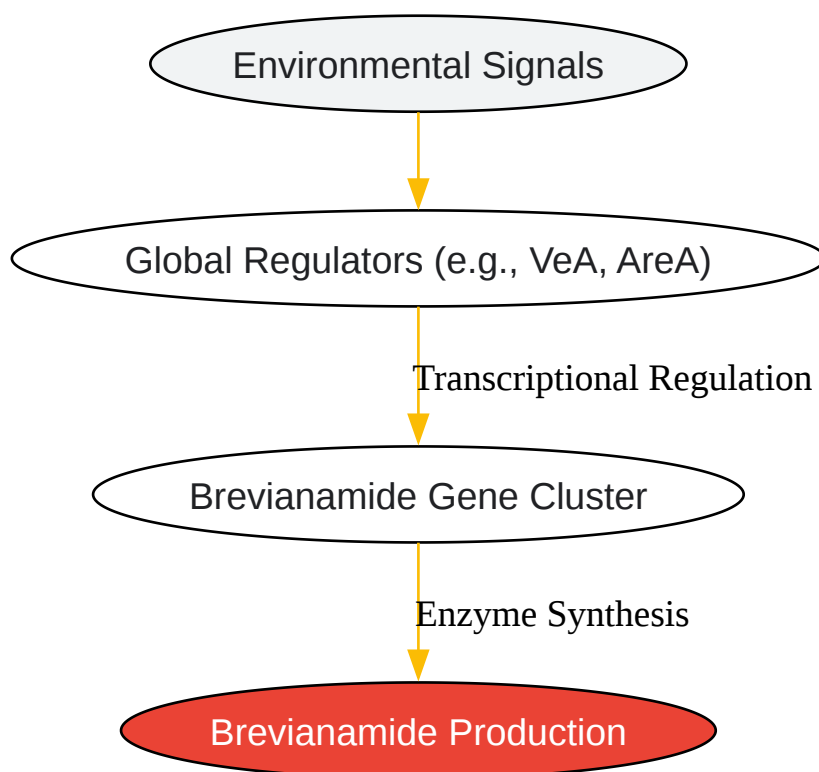 Environmental Signals
Global Regulators (e.g., VeA, AreA)
Transcriptional Regulation
Brevianamide Gene Cluster
Enzyme Synthesis
Brevianamide Production